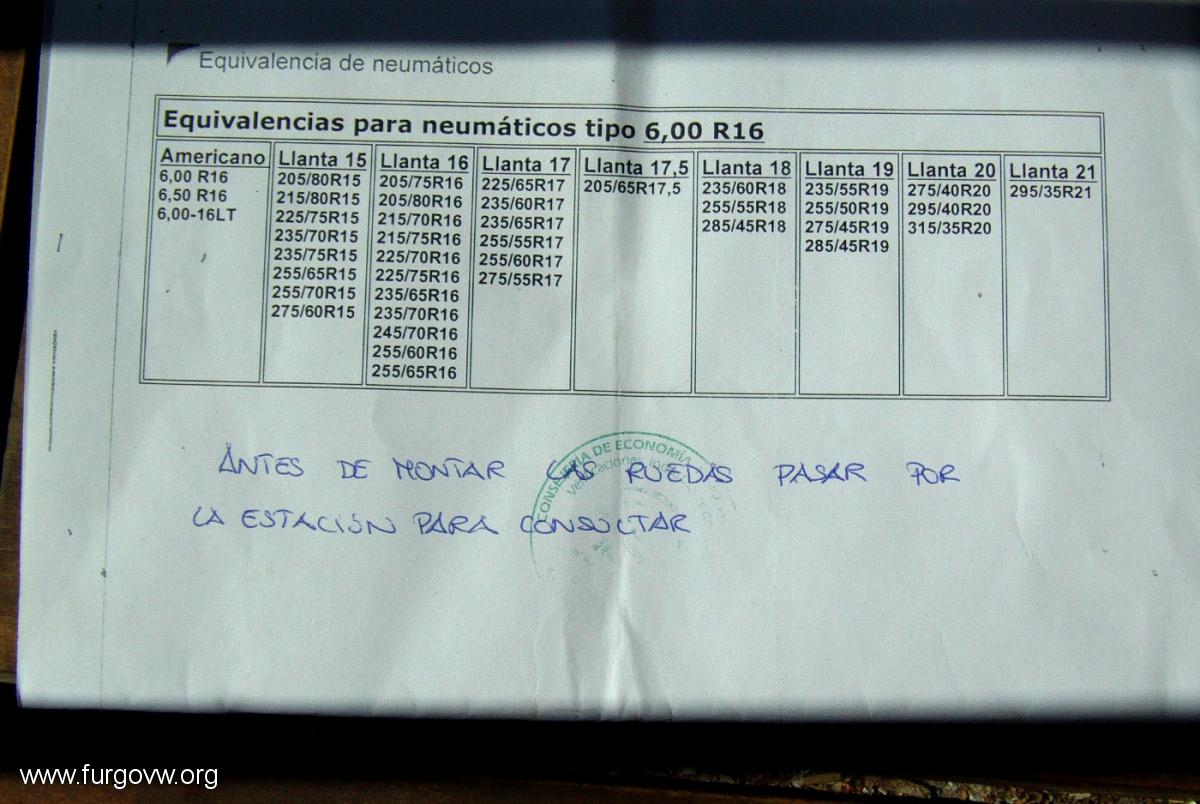 Equivalencia de neumáticos
Equivalencias para neumáticos tipo 6,00 R16
Americano
6,00 R16
6,50 R16
6,00-16LT
Llanta 15
205/80R15
215/80R15
225/75R15
235/70R15
235/75R15
255/65R15
255/70R15
275/60R15
Llanta 16
205/75R16
205/80R16
215/70R16
215/75R16
225/70R16
225/75R16
235/65R16
235/70R16
245/70R16
255/60R16
255/65R16
Llanta 17
225/65R17
235/60R17
235/65R17
255/55R17
255/60R17
275/55R17
Llanta 17,5
205/65R17,5
Llanta 18
235/60R18
255/55R18
285/45R18
Llanta 19
235/55R19
255/50R19
275/45R19
285/45R19
Llanta 20
275/40R20
295/40R20
315/35R20
Llanta 21
295/35R21
CONSEJERÍA DE ECONOMÍA
ANTES DE MONTAR LAS RUEDAS PASAR POR
LA ESTACIÓN PARA CONSULTAR
www.furgovw.org